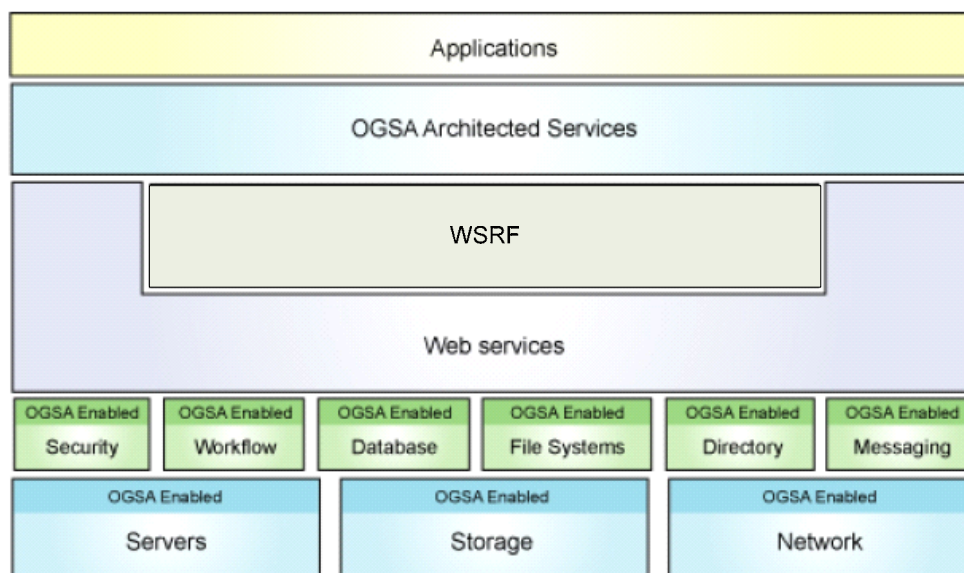 Applications
OGSA Architected Services
WSRF
Web services
OGSA Enabled
Security
OGSA Enabled
Workflow
OGSA Enabled
Database
OGSA Enabled
File Systems
OGSA Enabled
Directory
OGSA Enabled
Messaging
OGSA Enabled
Servers
OGSA Enabled
Storage
OGSA Enabled
Network